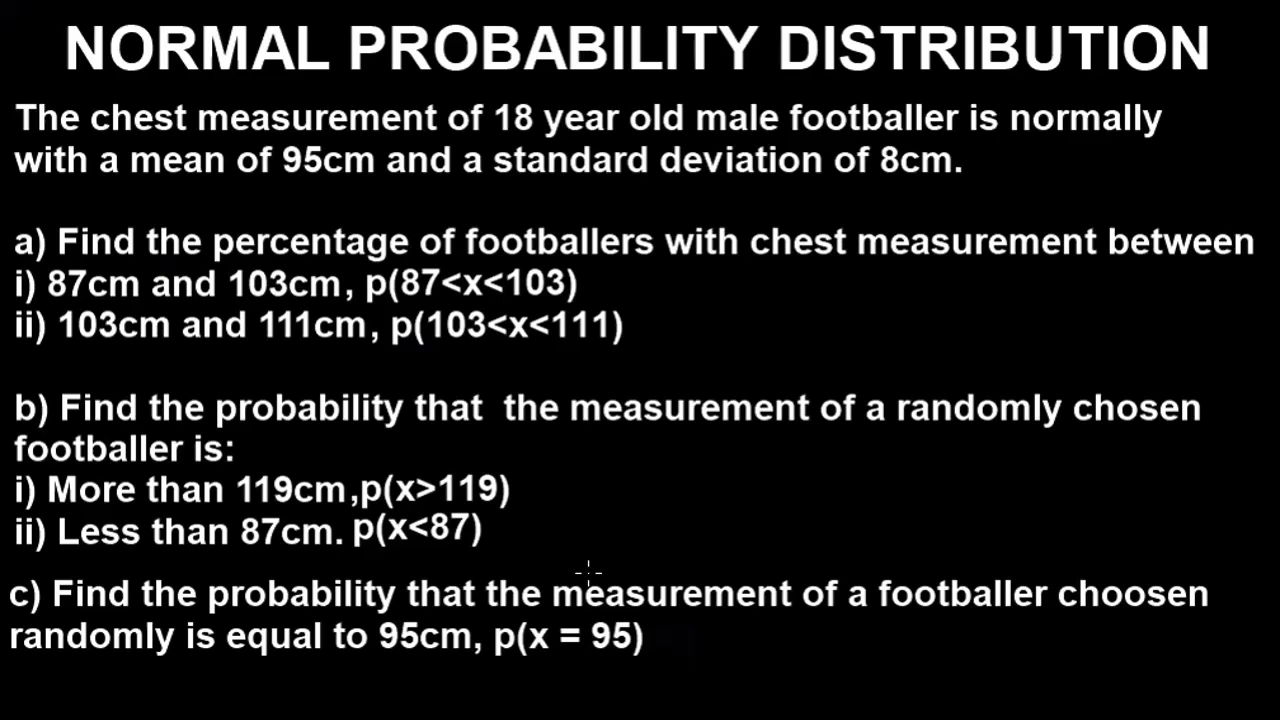 NORMAL PROBABILITY DISTRIBUTION
The chest measurement of 18 year old male footballer is normally
with a mean of 95cm and a standard deviation of 8cm.
a) Find the percentage of footballers with chest measurement between
i) 87cm and 103cm, p(87<x<103)
ii) 103cm and 111cm, p(103<x<111)
b) Find the probability that the measurement of a randomly chosen
footballer is:
i) More than 119cm,p(x>119)
ii) Less than 87cm. p(x<87)
c) Find the probability that the measurement of a footballer choosen
randomly is equal to 95cm, p(x = 95)